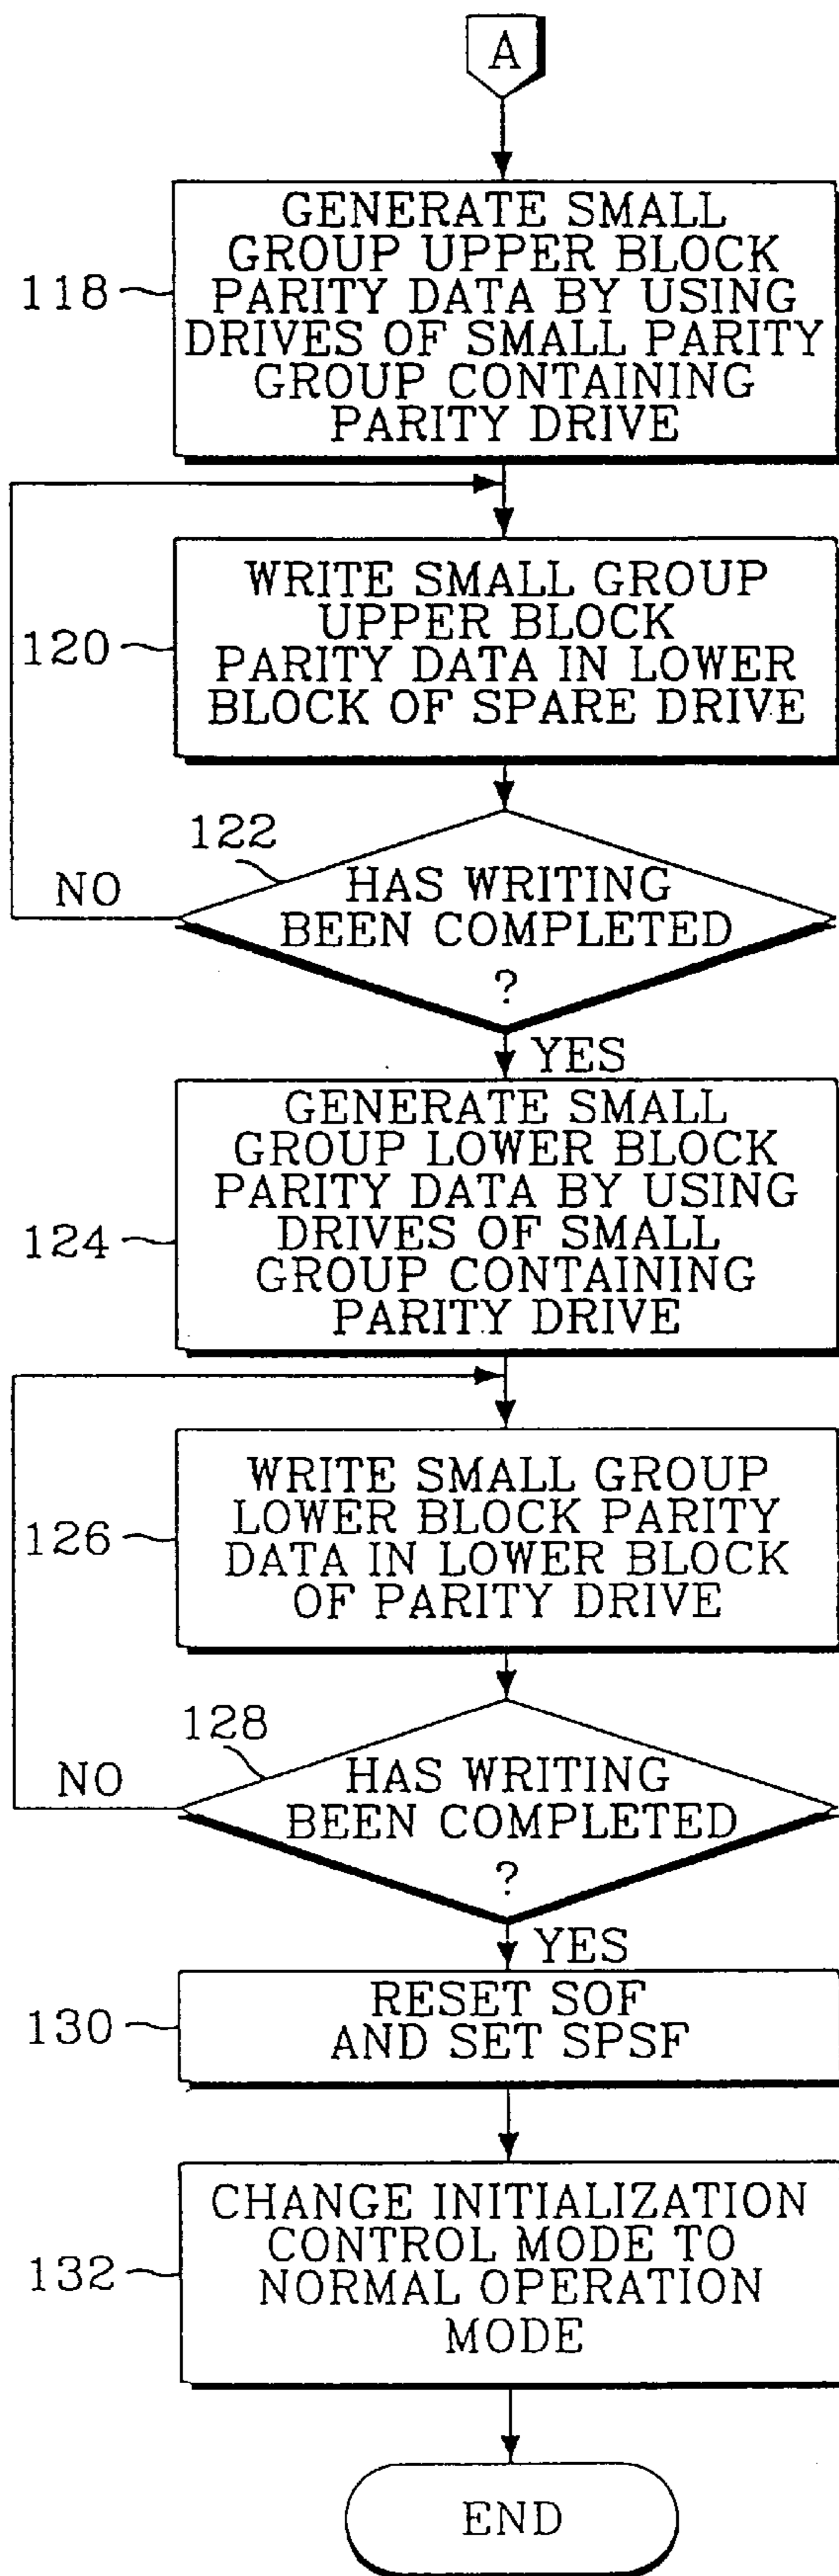 A
118
GENERATE SMALL
GROUP UPPER BLOCK
PARITY DATA BY USING
DRIVES OF SMALL PARITY
GROUP CONTAINING
PARITY DRIVE
120
WRITE SMALL GROUP
UPPER BLOCK
PARITY DATA IN LOWER
BLOCK OF SPARE DRIVE
122
NO
HAS WRITING
BEEN COMPLETED
?
YES
124
GENERATE SMALL
GROUP LOWER BLOCK
PARITY DATA BY USING
DRIVES OF SMALL
GROUP CONTAINING
PARITY DRIVE
126
WRITE SMALL GROUP
LOWER BLOCK PARITY
DATA IN LOWER BLOCK
OF PARITY DRIVE
128
NO
HAS WRITING
BEEN COMPLETED
?
YES
130
RESET SOF
AND SET SPSF
132
CHANGE INITIALIZATION
CONTROL MODE TO
NORMAL OPERATION
MODE
END